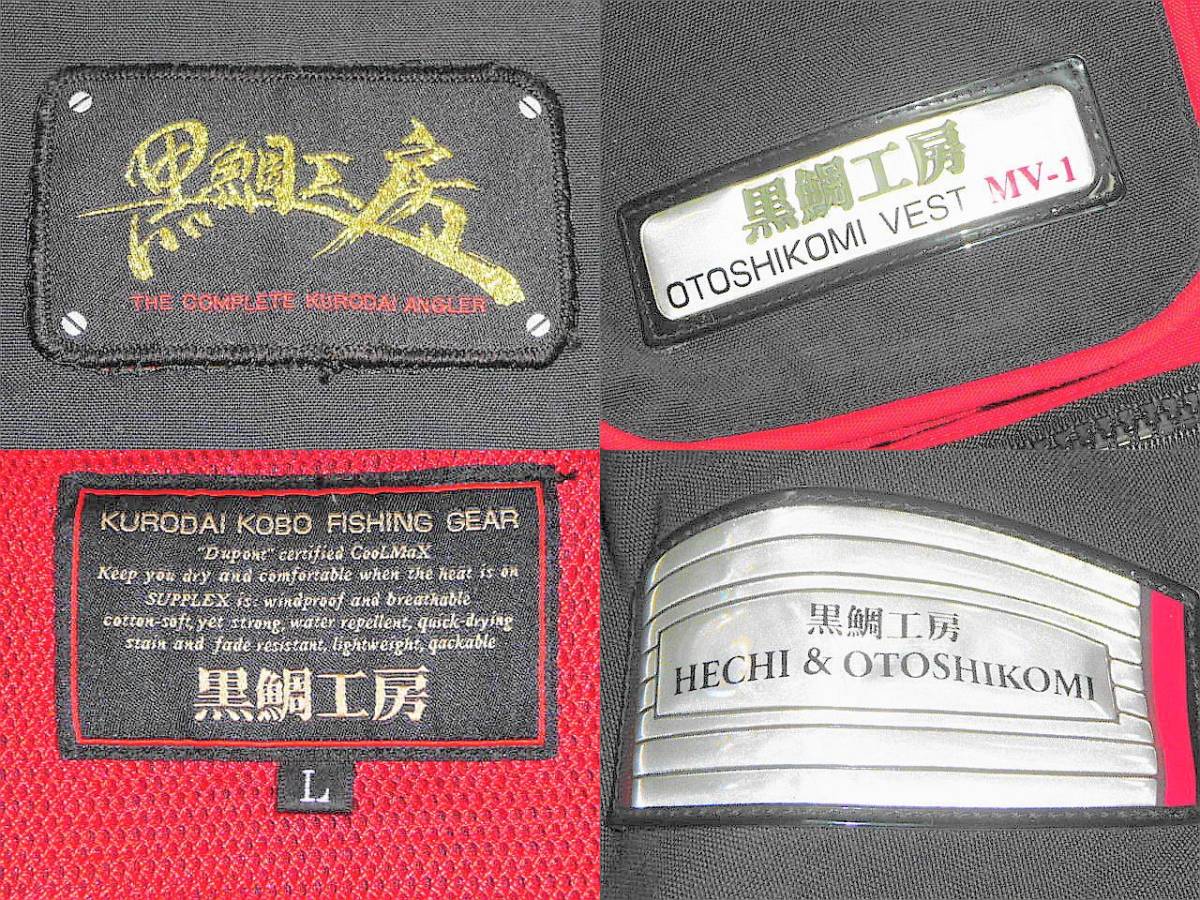 黒鯛工房
THE COMPLETE KURODAI ANGLER
黒鯛工房
OTOSHIKOMI VEST MV-1
KURODAI KOBO FISHING GEAR
"Dupont" certified CooLMaX
Keep you dry and comfortable when the heat is on
SUPPLEX is: windproof and breathable
cotton-soft, yet strong, water repellent, quick-drying
stain and fade resistant, lightweight, qackable
黒鯛工房
L
黒鯛工房
HECHI & OTOSHIKOMI